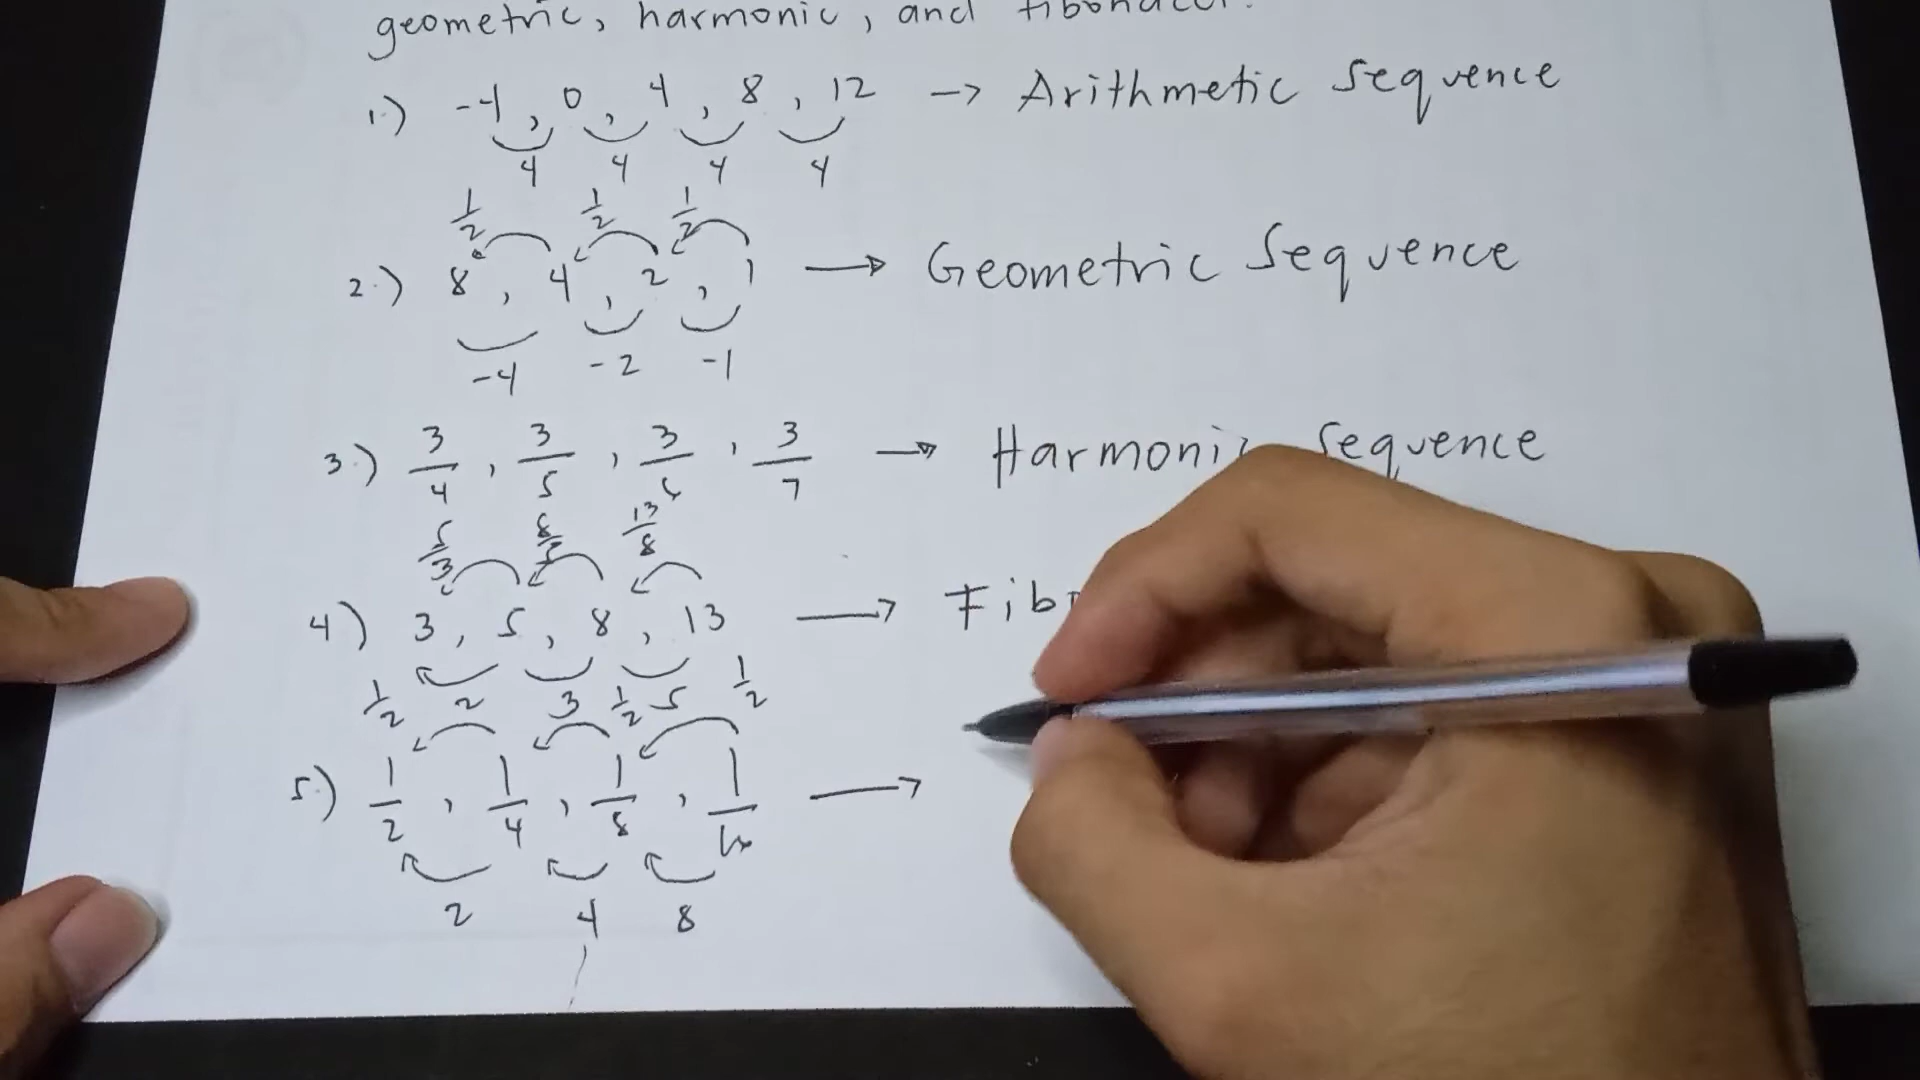 geometric, harmonic, and fibonacci.
1.) -4, 0, 4, 8, 12 → Arithmetic Sequence
4 4 4 4
1/2 1/2 1/2
2.) 8, 4, 2, 1 → Geometric Sequence
-4 -2 -1
3.) 3/4, 3/5, 3/6, 3/7 → Harmonic Sequence
5/3 8/5 13/8
4) 3, 5, 8, 13 → Fib
2 3 5
1/2 1/2 1/2
5.) 1/2, 1/4, 1/8, 1/16 →
2 4 8